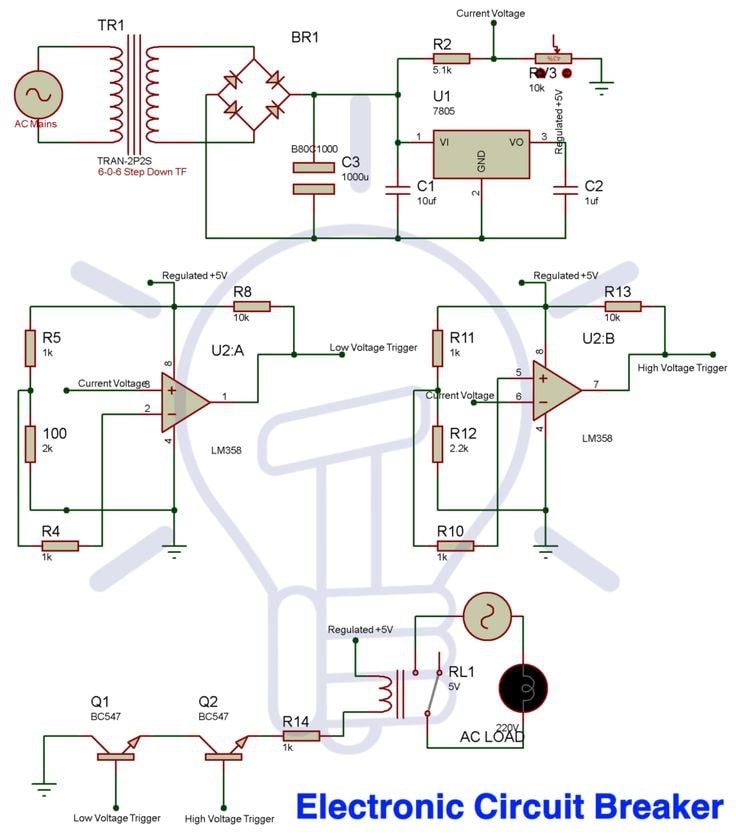 Current Voltage
TR1
BR1
R2
5.1k
RV3
10k
AC Mains
U1
7805
Regulated +5V
1
VI
VO
3
GND
2
TRAN-2P2S
6-0-6 Step Down TF
B80C1000
C3
1000u
C1
10uf
C2
1uf
Regulated +5V
R8
10k
R5
1k
U2:A
Low Voltage Trigger
8
Current Voltage
3
1
2
4
100
2k
LM358
R4
1k
Regulated +5V
R13
10k
R11
1k
U2:B
High Voltage Trigger
8
5
7
Current Voltage
6
4
R12
2.2k
LM358
R10
1k
Regulated +5V
RL1
5V
Q1
BC547
Q2
BC547
R14
1k
220V
AC LOAD
Low Voltage Trigger
High Voltage Trigger
Electronic Circuit Breaker